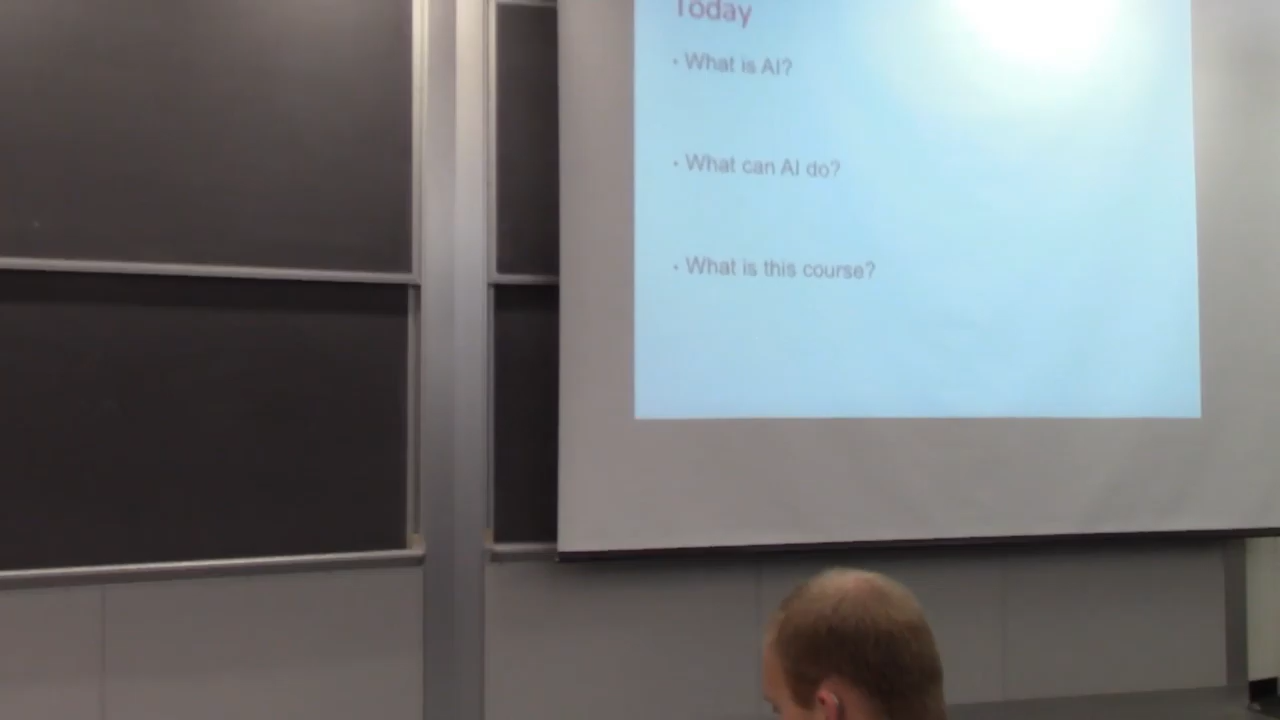 Today
• What is AI?
• What can AI do?
• What is this course?